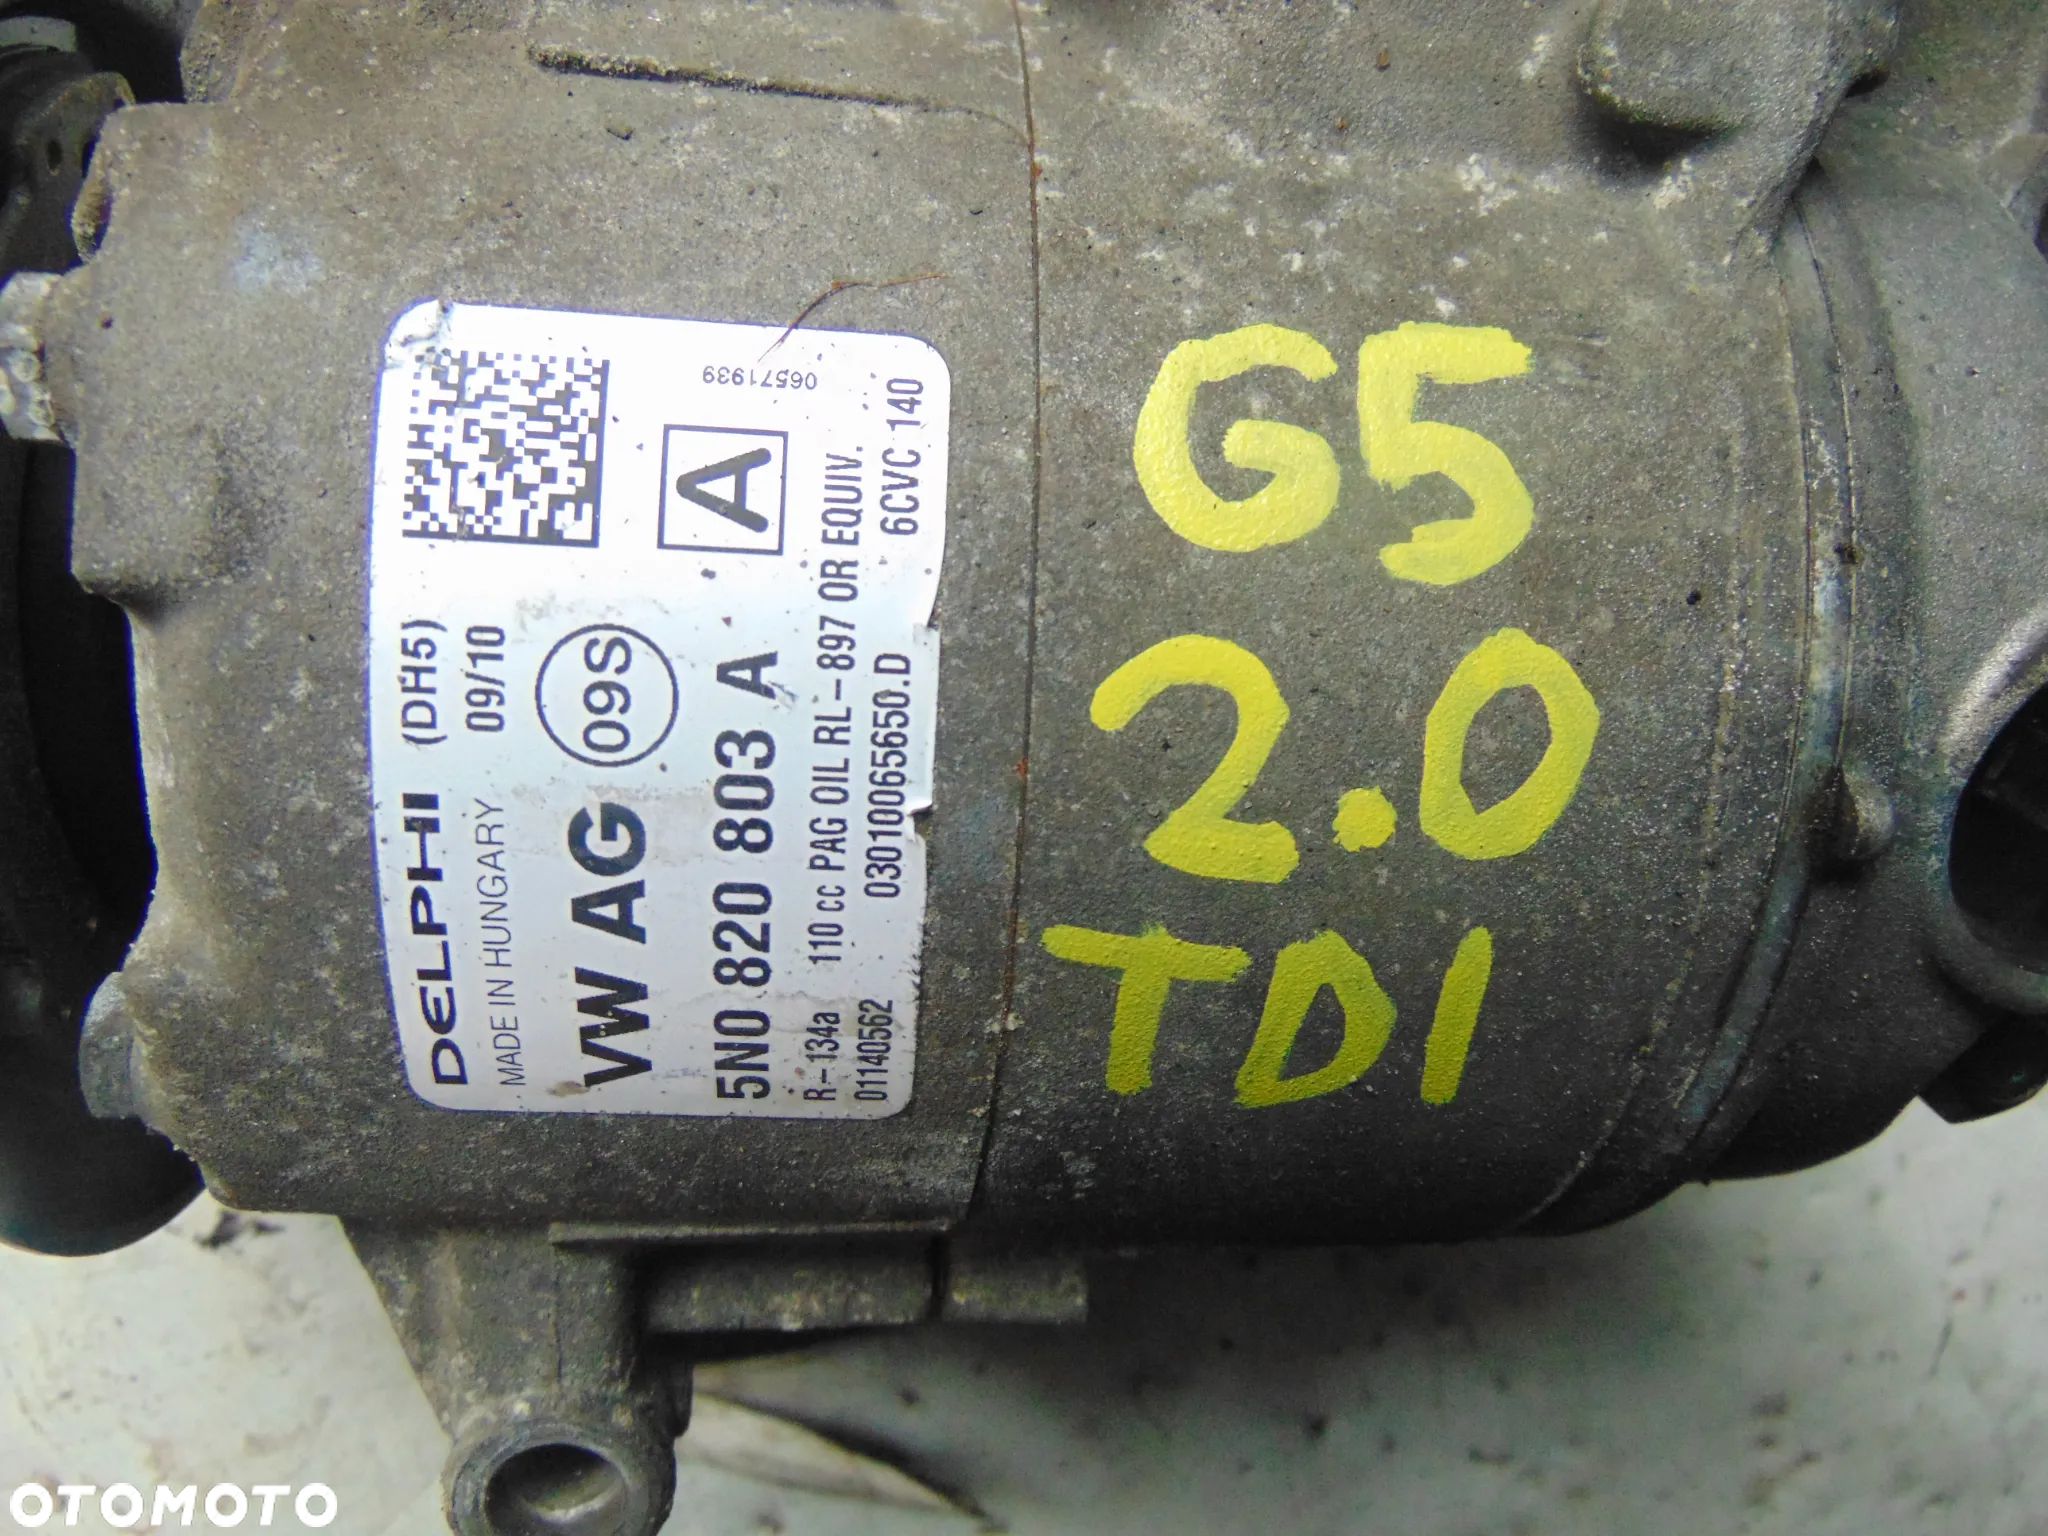 DELPHI (DH5)
MADE IN HUNGARY 09/10
VW AG 09S
5N0 820 803 A
A
06571939
R-134a 110 cc PAG OIL RL-897 OR EQUIV.
01140562 03010065650.D 6CVC 140
G5
2.0
TDI
OTOMOTO